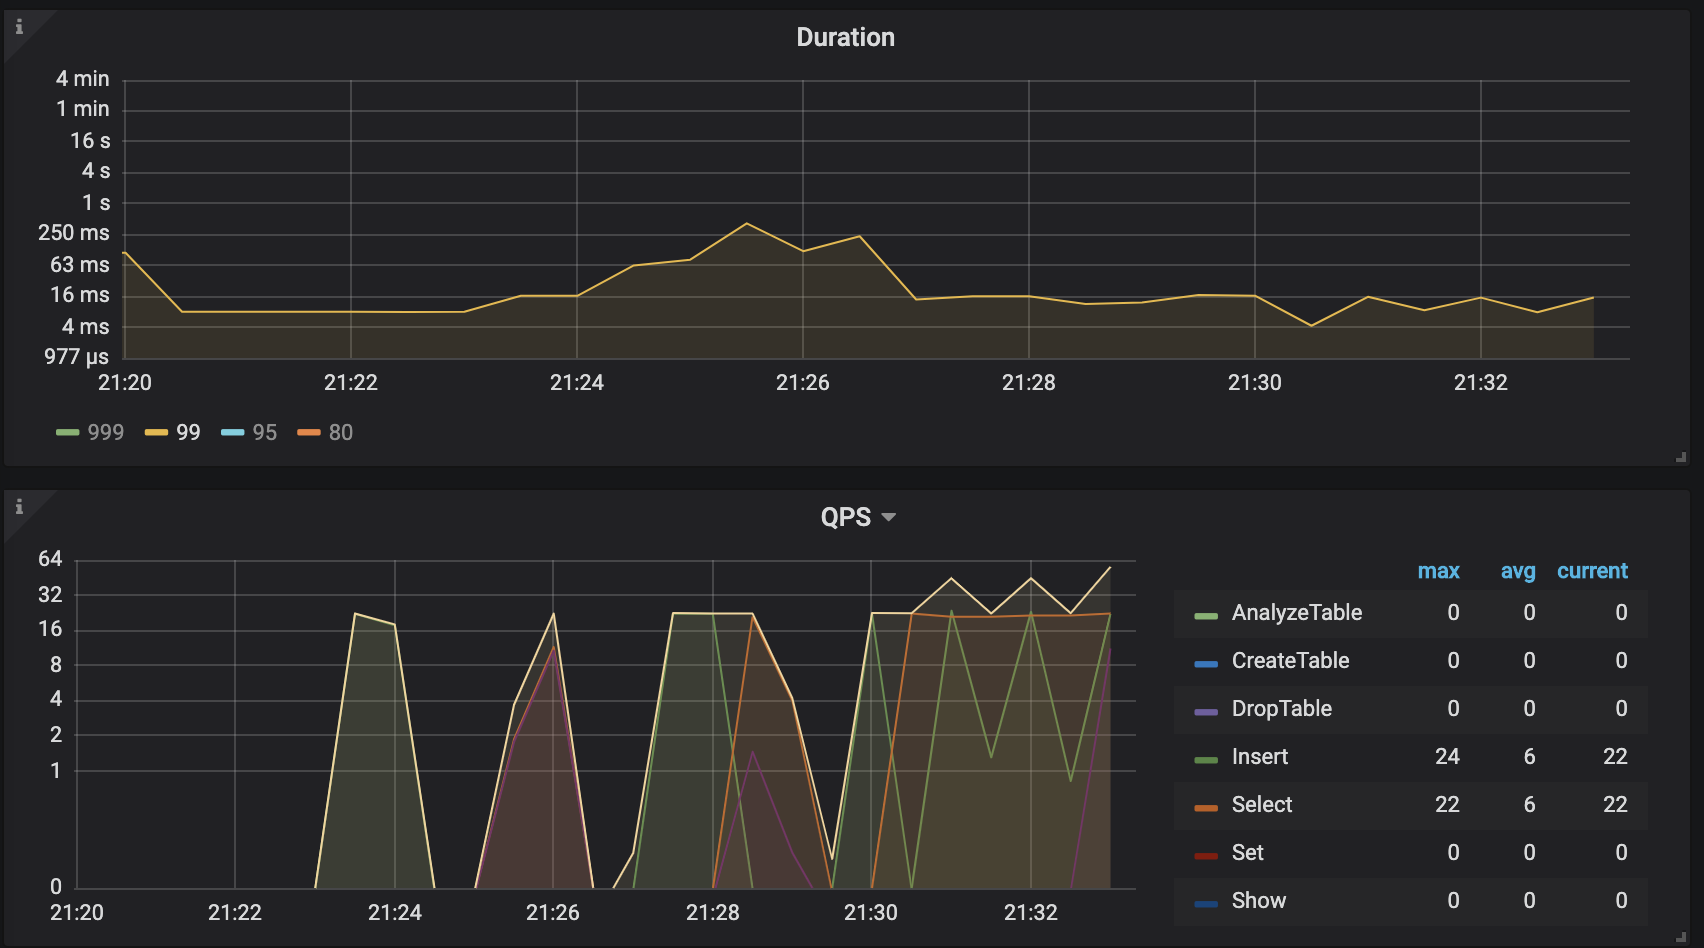 Duration
4 min
1 min
16 s
4 s
1 s
250 ms
63 ms
16 ms
4 ms
977 µs
21:20 21:22 21:24 21:26 21:28 21:30 21:32
999 99 95 80
QPS
64
32
16
8
4
2
1
0
21:20 21:22 21:24 21:26 21:28 21:30 21:32
max avg current
AnalyzeTable 0 0 0
CreateTable 0 0 0
DropTable 0 0 0
Insert 24 6 22
Select 22 6 22
Set 0 0 0
Show 0 0 0